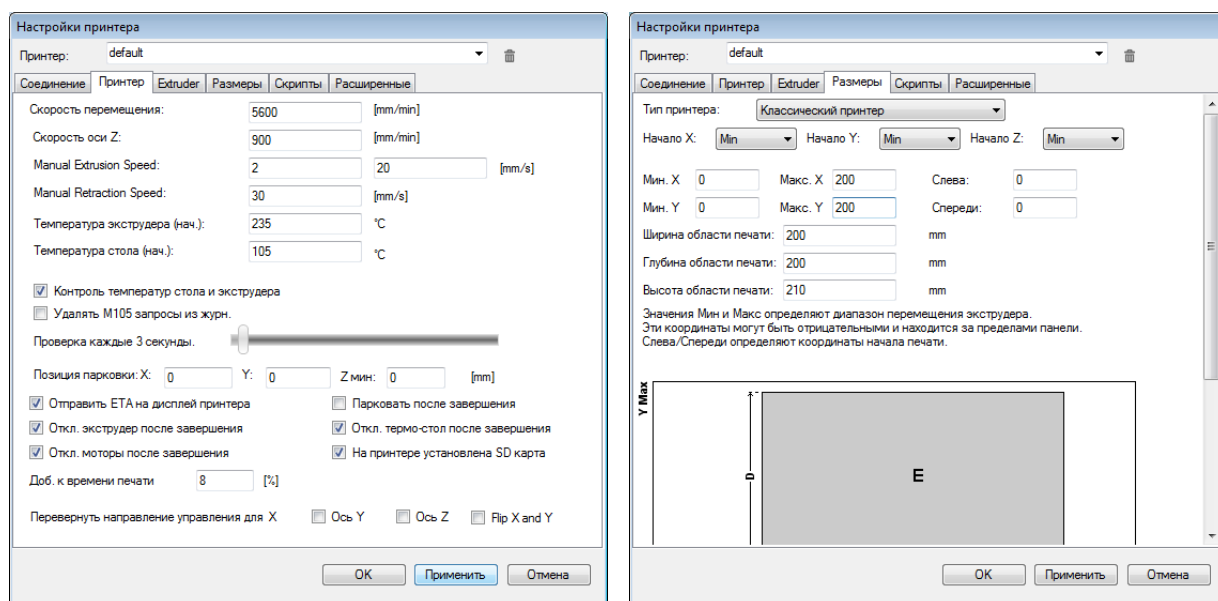 Настройки принтера
Принтер: default
Соединение Принтер Extruder Размеры Скрипты Расширенные
Скорость перемещения: 5600 [mm/min]
Скорость оси Z: 900 [mm/min]
Manual Extrusion Speed: 2 20 [mm/s]
Manual Retraction Speed: 30 [mm/s]
Температура экструдера (нач.): 235 °C
Температура стола (нач.): 105 °C
Контроль температур стола и экструдера
Удалять M105 запросы из журн.
Проверка каждые 3 секунды.
Позиция парковки: X: 0 Y: 0 Z мин: 0 [mm]
Отправить ETA на дисплей принтера Парковать после завершения
Откл. экструдер после завершения Откл. термо-стол после завершения
Откл. моторы после завершения На принтере установлена SD карта
Доб. к времени печати 8 [%]
Перевернуть направление управления для X Ось Y Ось Z Flip X and Y
OK Применить Отмена
Настройки принтера
Принтер: default
Соединение Принтер Extruder Размеры Скрипты Расширенные
Тип принтера: Классический принтер
Начало X: Min Начало Y: Min Начало Z: Min
Мин. X 0 Макс. X 200 Слева: 0
Мин. Y 0 Макс. Y 200 Спереди: 0
Ширина области печати: 200 mm
Глубина области печати: 200 mm
Высота области печати: 210 mm
Значения Мин и Макс определяют диапазон перемещения экструдера.
Эти координаты могут быть отрицательными и находится за пределами панели.
Слева/Спереди определяют координаты начала печати.
Y Max
D
E
OK Применить Отмена